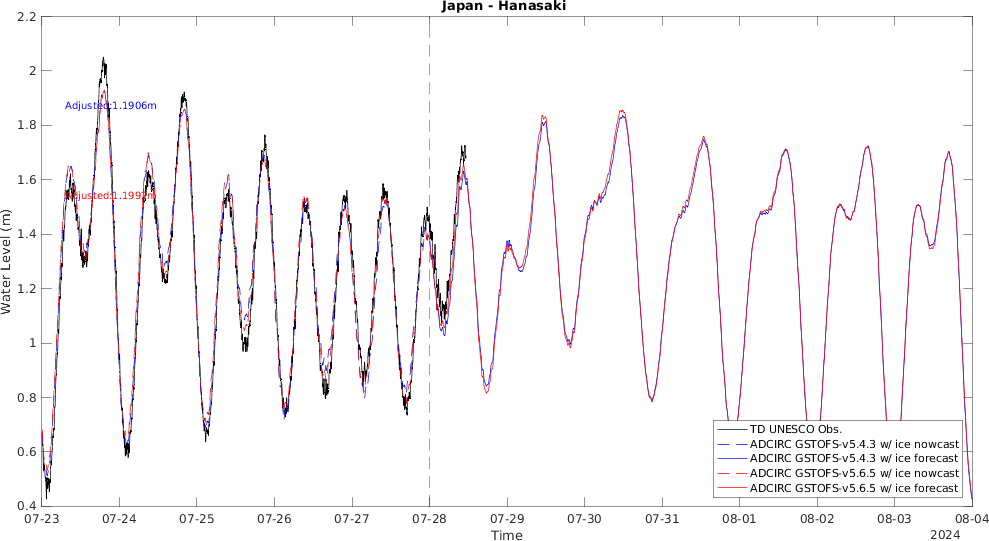 Japan - Hanasaki
2.2
2
1.8
1.6
1.4
1.2
1
0.8
0.6
0.4
Water Level (m)
Adjusted:1.1906m
Adjusted:1.1992m
TD UNESCO Obs.
ADCIRC GSTOFS-v5.4.3 w/ ice nowcast
ADCIRC GSTOFS-v5.4.3 w/ ice forecast
ADCIRC GSTOFS-v5.6.5 w/ ice nowcast
ADCIRC GSTOFS-v5.6.5 w/ ice forecast
07-23 07-24 07-25 07-26 07-27 07-28 07-29 07-30 07-31 08-01 08-02 08-03 08-04
Time
2024